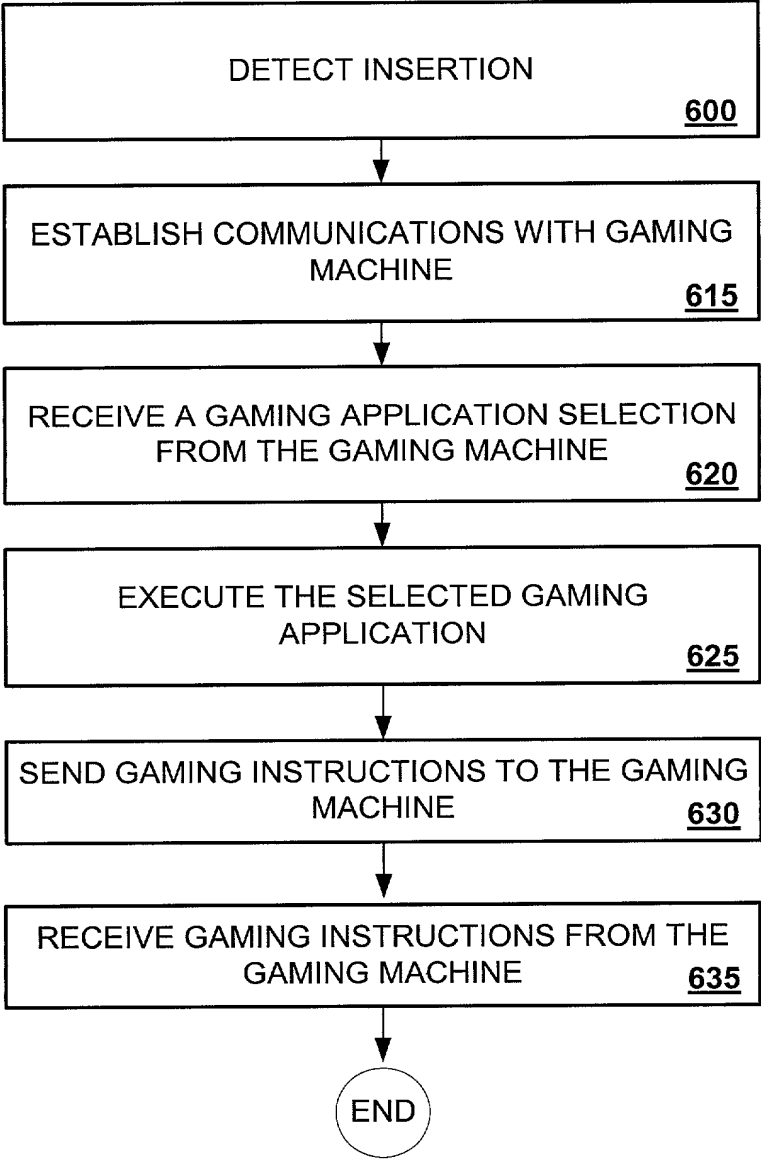 DETECT INSERTION
600
ESTABLISH COMMUNICATIONS WITH GAMING
MACHINE
615
RECEIVE A GAMING APPLICATION SELECTION
FROM THE GAMING MACHINE
620
EXECUTE THE SELECTED GAMING
APPLICATION
625
SEND GAMING INSTRUCTIONS TO THE GAMING
MACHINE
630
RECEIVE GAMING INSTRUCTIONS FROM THE
GAMING MACHINE
635
END